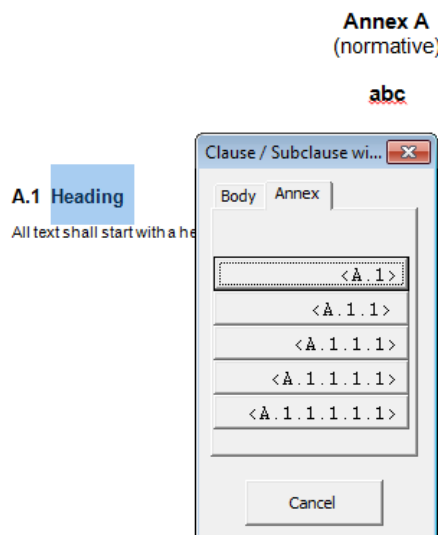 Annex A
(normative)
abc
Clause / Subclause wi...
Body Annex
A.1 Heading
All text shall start with a he
<A.1>
<A.1.1>
<A.1.1.1>
<A.1.1.1.1>
<A.1.1.1.1.1>
Cancel